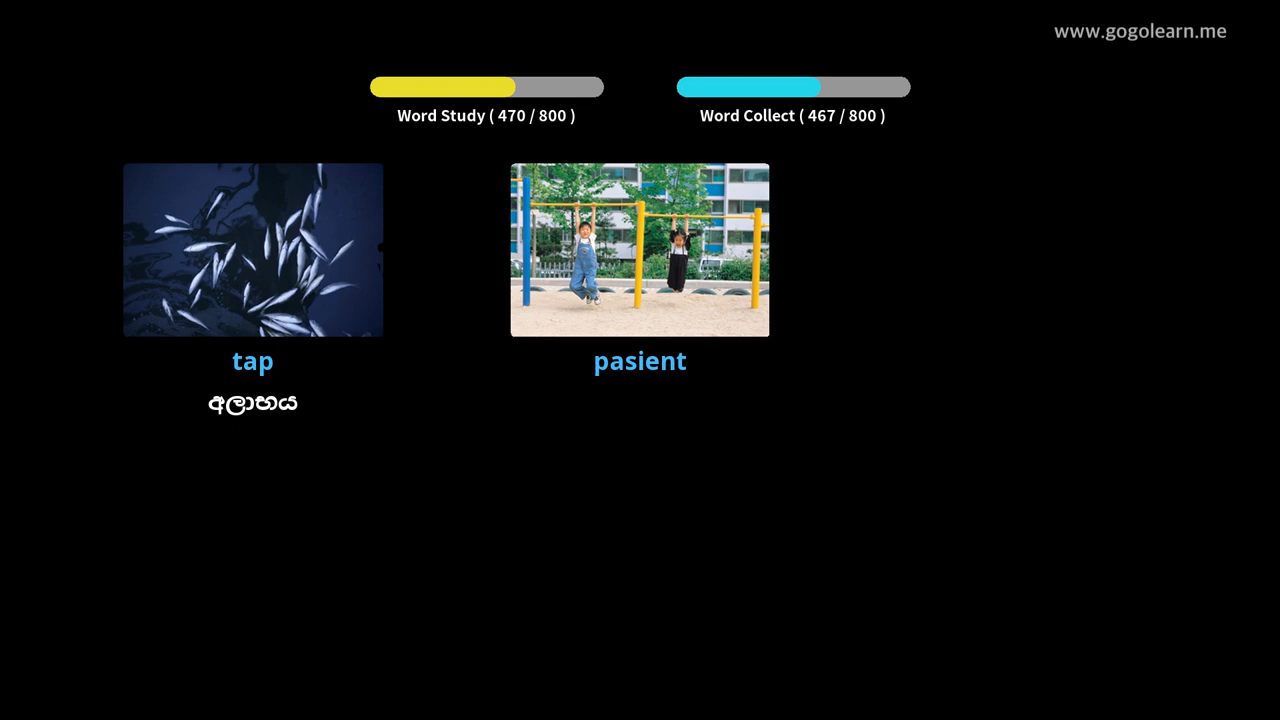 www.gogolearn.me
Word Study ( 470 / 800 )
Word Collect ( 467 / 800 )
tap
pasient
අලාභය